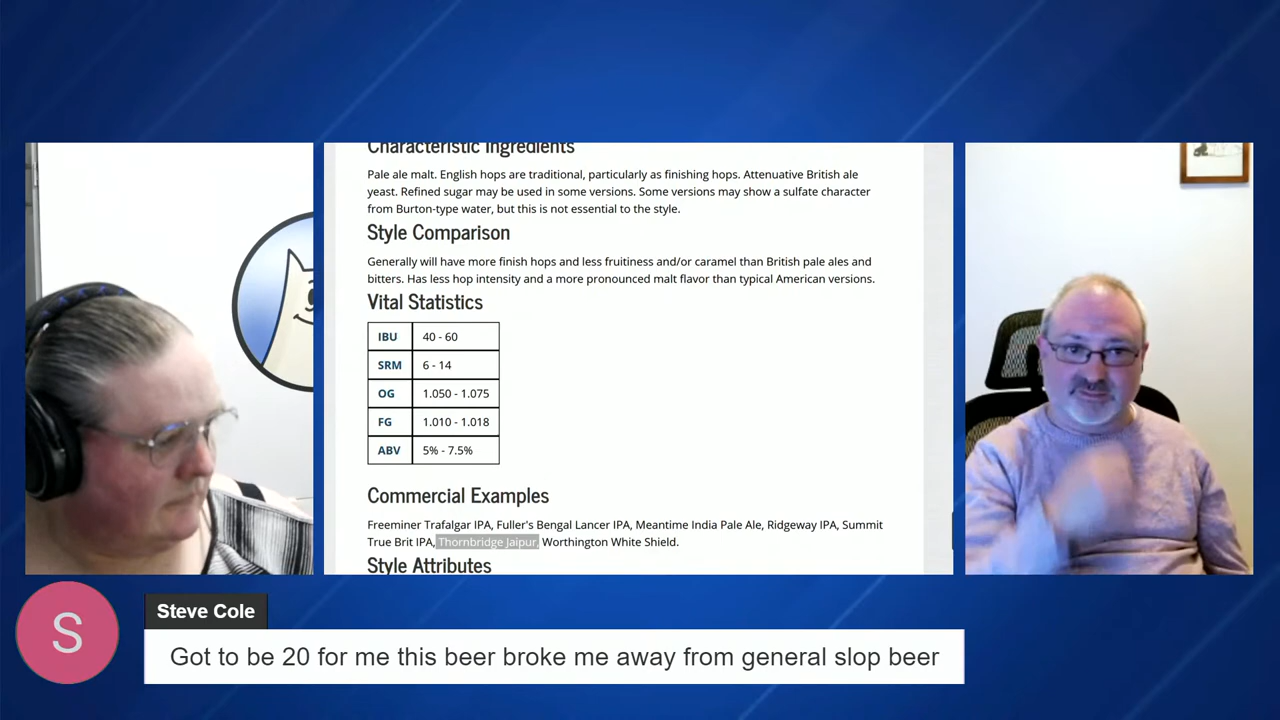 Characteristic Ingredients
Pale ale malt. English hops are traditional, particularly as finishing hops. Attenuative British ale
yeast. Refined sugar may be used in some versions. Some versions may show a sulfate character
from Burton-type water, but this is not essential to the style.
Style Comparison
Generally will have more finish hops and less fruitiness and/or caramel than British pale ales and
bitters. Has less hop intensity and a more pronounced malt flavor than typical American versions.
Vital Statistics
IBU 40 - 60
SRM 6 - 14
OG 1.050 - 1.075
FG 1.010 - 1.018
ABV 5% - 7.5%
Commercial Examples
Freeminer Trafalgar IPA, Fuller's Bengal Lancer IPA, Meantime India Pale Ale, Ridgeway IPA, Summit
True Brit IPA, Thornbridge Jaipur, Worthington White Shield.
Style Attributes
S
Steve Cole
Got to be 20 for me this beer broke me away from general slop beer